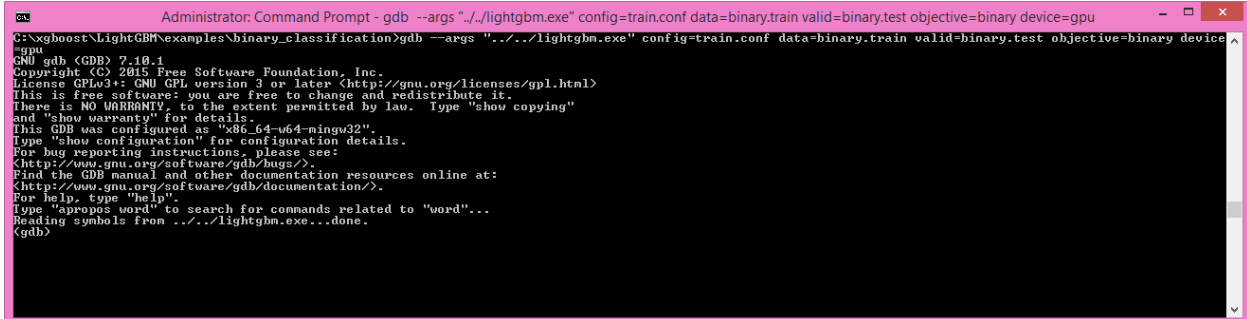 Administrator: Command Prompt - gdb --args "../../lightgbm.exe" config=train.conf data=binary.train valid=binary.test objective=binary device=gpu
C:\xgboost\LightGBM\examples\binary_classification>gdb --args "../../lightgbm.exe" config=train.conf data=binary.train valid=binary.test objective=binary device
=gpu
GNU gdb (GDB) 7.10.1
Copyright (C) 2015 Free Software Foundation, Inc.
License GPLv3+: GNU GPL version 3 or later <http://gnu.org/licenses/gpl.html>
This is free software: you are free to change and redistribute it.
There is NO WARRANTY, to the extent permitted by law.  Type "show copying"
and "show warranty" for details.
This GDB was configured as "x86_64-w64-mingw32".
Type "show configuration" for configuration details.
For bug reporting instructions, please see:
<http://www.gnu.org/software/gdb/bugs/>.
Find the GDB manual and other documentation resources online at:
<http://www.gnu.org/software/gdb/documentation/>.
For help, type "help".
Type "apropos word" to search for commands related to "word"...
Reading symbols from ../../lightgbm.exe...done.
(gdb)